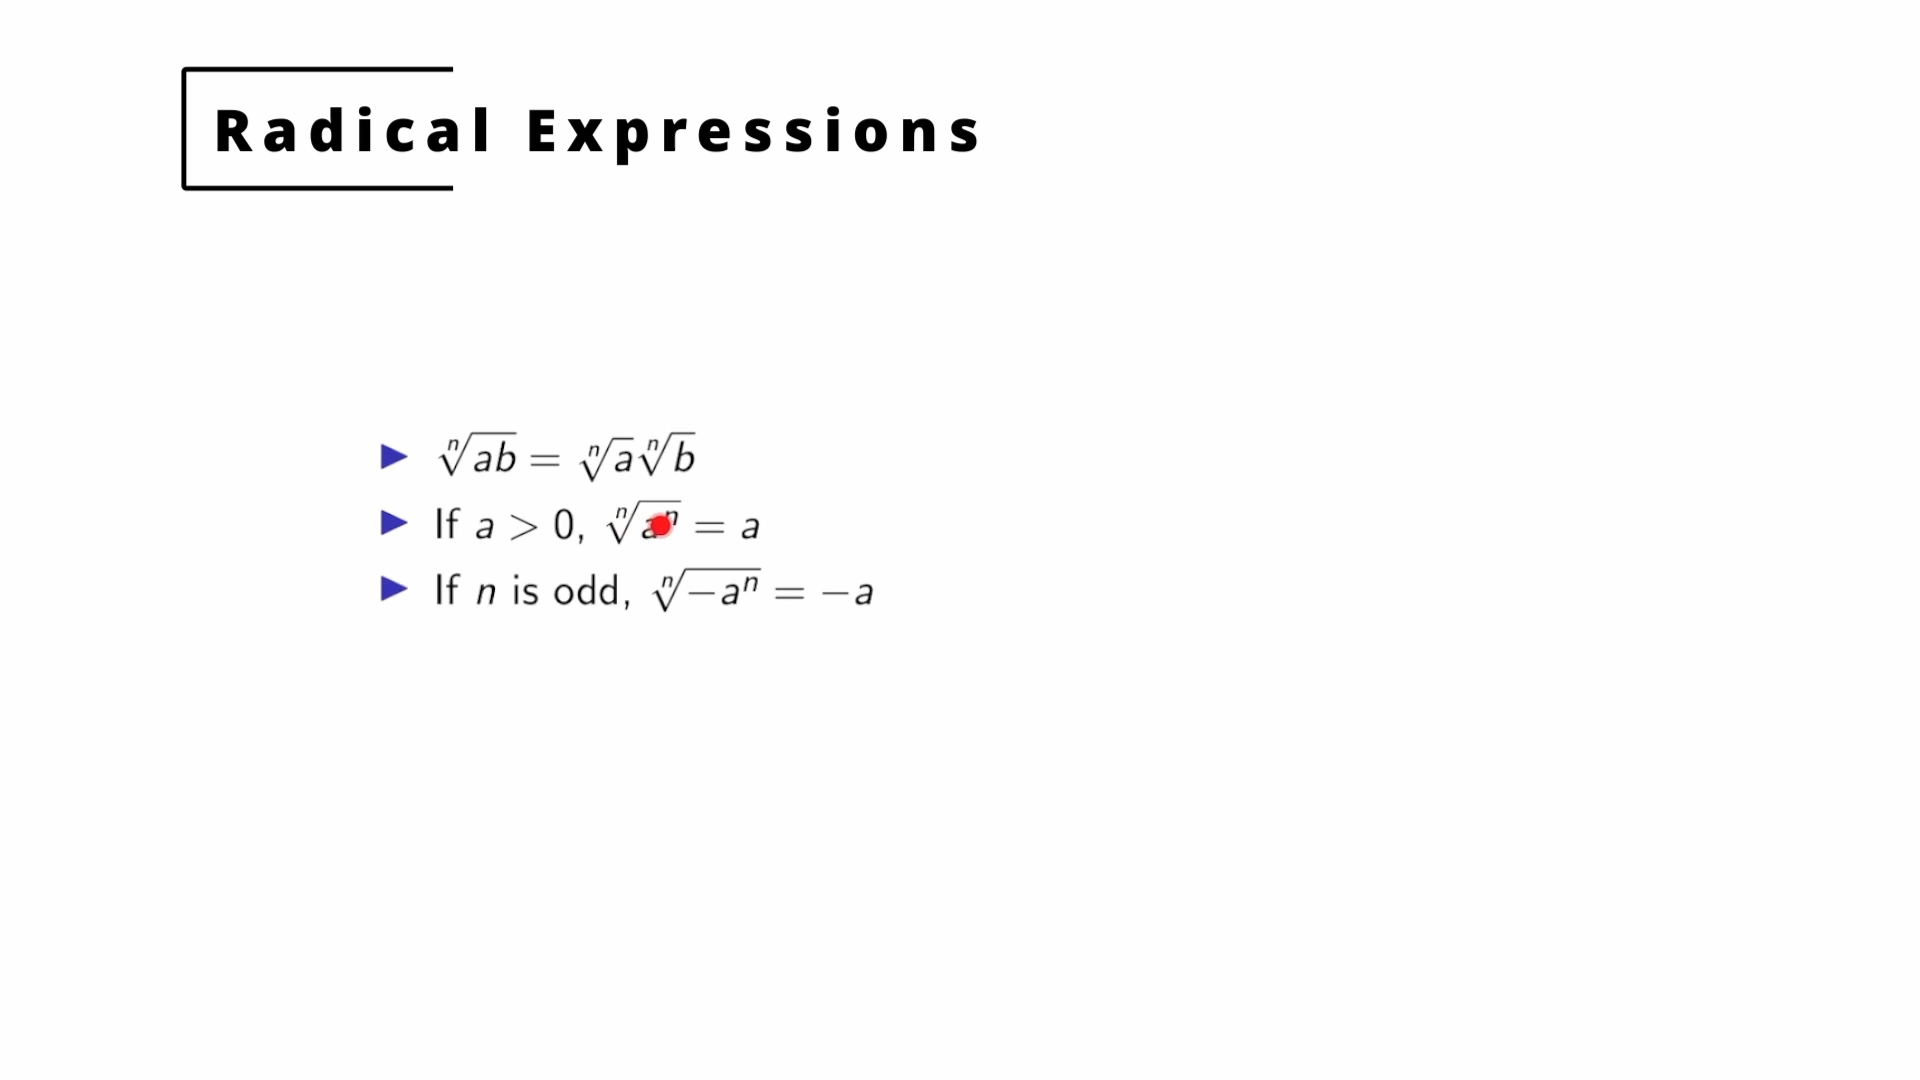 Radical Expressions
▶ ⁿ√(ab) = ⁿ√a ⁿ√b
▶ If a > 0, ⁿ√(aⁿ) = a
▶ If n is odd, ⁿ√(−aⁿ) = −a